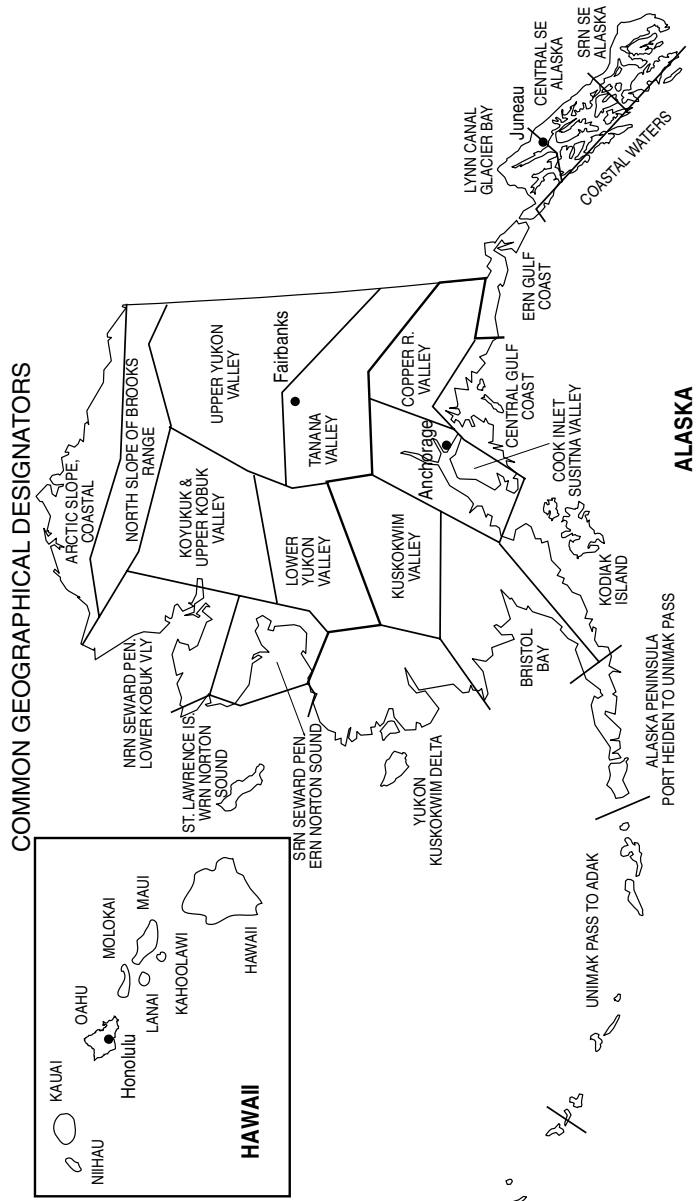 COMMON GEOGRAPHICAL DESIGNATORS
KAUAI
NIIHAU
OAHU
Honolulu
MOLOKAI
MAUI
LANAI
KAHOOLAWI
HAWAII
HAWAII
ARCTIC SLOPE,
COASTAL
NORTH SLOPE OF BROOKS
RANGE
NRN SEWARD PEN.
LOWER KOBUK VLY
KOYUKUK &
UPPER KOBUK
VALLEY
UPPER YUKON
VALLEY
Fairbanks
ST. LAWRENCE IS.
WRN NORTON
SOUND
SRN SEWARD PEN.
ERN NORTON SOUND
LOWER
YUKON
VALLEY
TANANA
VALLEY
YUKON
KUSKOKWIM DELTA
KUSKOKWIM
VALLEY
Anchorage
COPPER R.
VALLEY
BRISTOL
BAY
KODIAK
ISLAND
COOK INLET
SUSITNA VALLEY
CENTRAL GULF
COAST
ERN GULF
COAST
LYNN CANAL
GLACIER BAY
Juneau
CENTRAL SE
ALASKA
SRN SE
ALASKA
COASTAL WATERS
UNIMAK PASS TO ADAK
ALASKA PENINSULA
PORT HEIDEN TO UNIMAK PASS
ALASKA